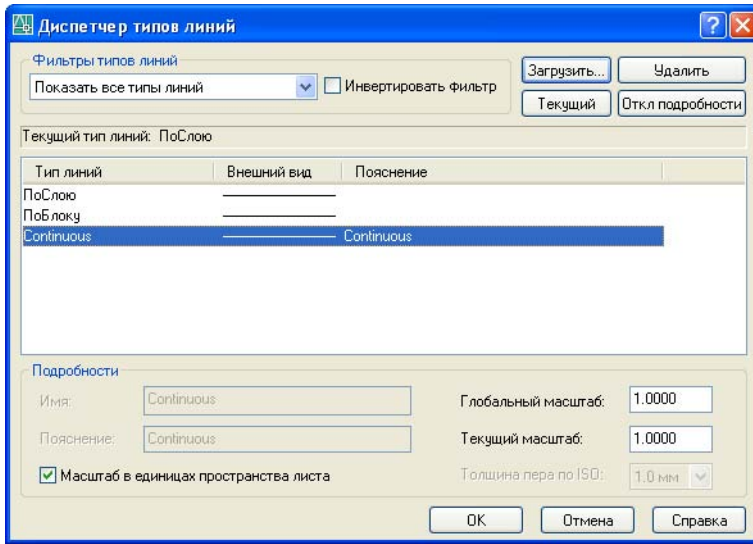 Диспетчер типов линий
Фильтры типов линий
Показать все типы линий
Инвертировать фильтр
Загрузить...
Удалить
Текущий
Откл подробности
Текущий тип линий: ПоСлою
Тип линий Внешний вид Пояснение
ПоСлою
ПоБлоку
Continuous Continuous
Подробности
Имя: Continuous
Глобальный масштаб: 1.0000
Пояснение: Continuous
Текущий масштаб: 1.0000
Масштаб в единицах пространства листа
Толщина пера по ISO: 1.0 мм
OK Отмена Справка